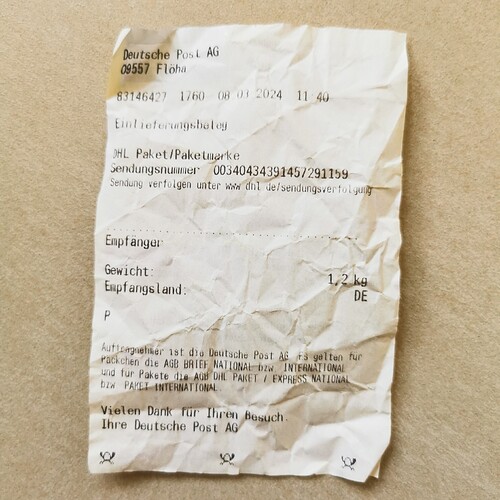 Deutsche Post AG
09557 Flöha
83146427 1760 08.03.2024 11:40
Einlieferungsbeleg
DHL Paket/Paketmarke
Sendungsnummer 00340434391457291159
Sendung verfolgen unter www.dhl.de/sendungsverfolgung
Empfänger
Gewicht: 1,2 kg
Empfangsland: DE
P
Auftragnehmer ist die Deutsche Post AG. Es gelten für
Päckchen die AGB BRIEF NATIONAL bzw. INTERNATIONAL
und für Pakete die AGB DHL PAKET / EXPRESS NATIONAL
bzw. PAKET INTERNATIONAL.
Vielen Dank für Ihren Besuch.
Ihre Deutsche Post AG